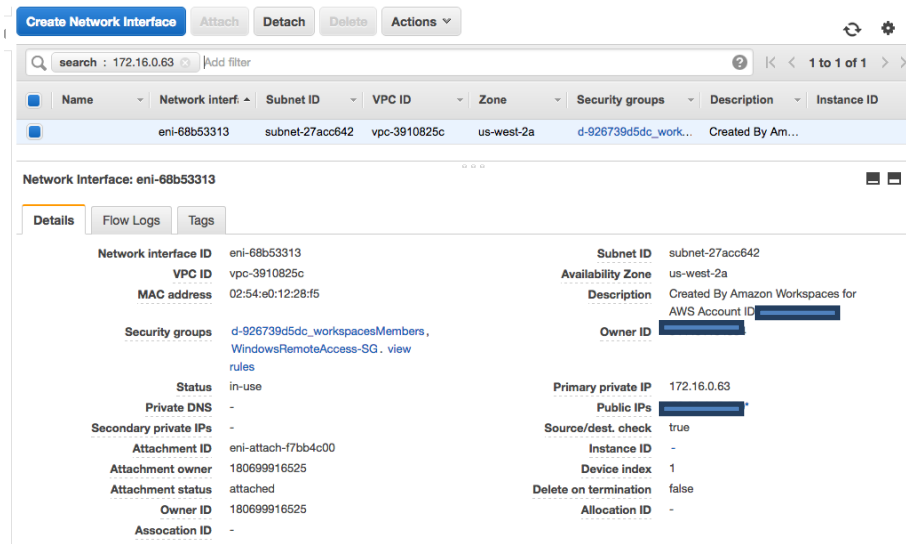 Create Network Interface Attach Detach Delete Actions
search : 172.16.0.63 Add filter 1 to 1 of 1
Name Network interf Subnet ID VPC ID Zone Security groups Description Instance ID
eni-68b53313 subnet-27acc642 vpc-3910825c us-west-2a d-926739d5dc_work... Created By Am...
Network Interface: eni-68b53313
Details Flow Logs Tags
Network interface ID eni-68b53313 Subnet ID subnet-27acc642
VPC ID vpc-3910825c Availability Zone us-west-2a
MAC address 02:54:e0:12:28:f5 Description Created By Amazon Workspaces for
AWS Account ID
Security groups d-926739d5dc_workspacesMembers, Owner ID
WindowsRemoteAccess-SG. view
rules
Status in-use Primary private IP 172.16.0.63
Private DNS - Public IPs *
Secondary private IPs - Source/dest. check true
Attachment ID eni-attach-f7bb4c00 Instance ID -
Attachment owner 180699916525 Device index 1
Attachment status attached Delete on termination false
Owner ID 180699916525 Allocation ID -
Assocation ID -